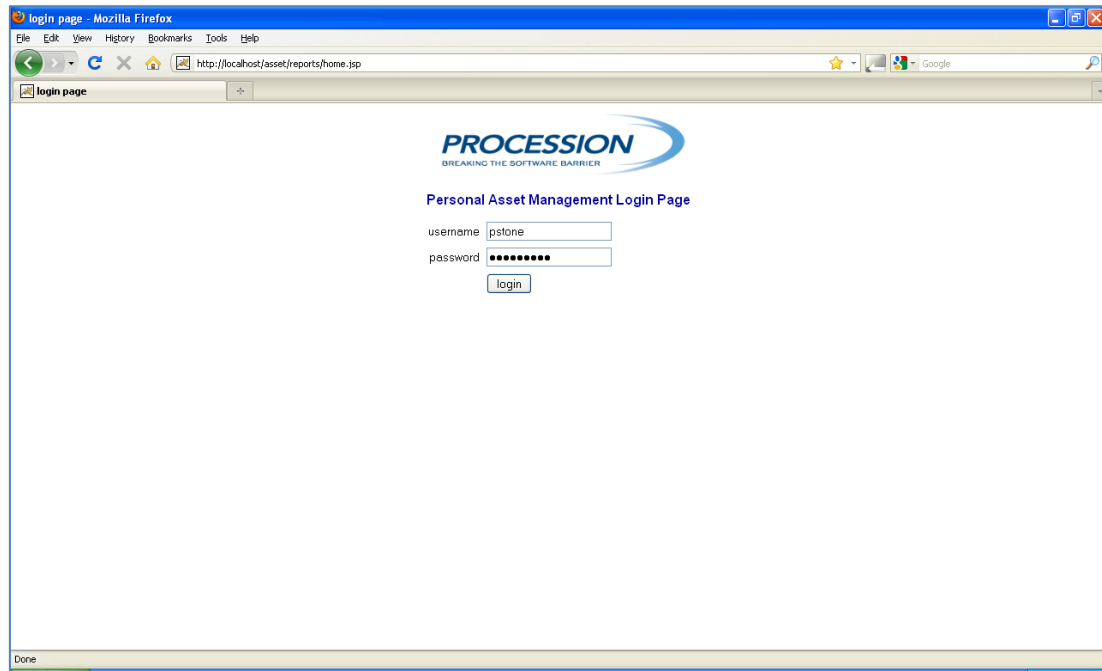 login page - Mozilla Firefox
File Edit View History Bookmarks Tools Help
http://localhost/asset/reports/home.jsp
Google
login page
PROCESSION
BREAKING THE SOFTWARE BARRIER
Personal Asset Management Login Page
username pstone
password •••••••••
login
Done